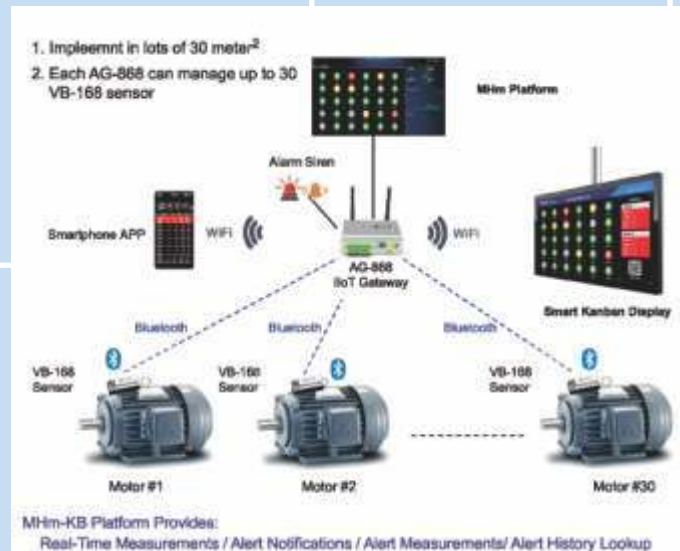 1. Impleemnt in lots of 30 meter²
2. Each AG-868 can manage up to 30
VB-168 sensor
MHm Platform
Alarm Siren
Smartphone APP
WiFi
WiFi
AG-868
IIoT Gateway
Smart Kanban Display
Bluetooth
Bluetooth
Bluetooth
VB-168
Sensor
VB-168
Sensor
VB-168
Sensor
Motor #1
Motor #2
Motor #30
MHm-KB Platform Provides:
Real-Time Measurements / Alert Notifications / Alert Measurements/ Alert History Lookup